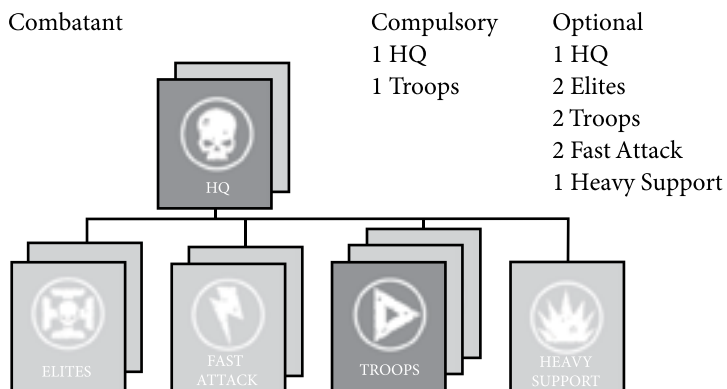 Combatant
Compulsory
1 HQ
1 Troops
Optional
1 HQ
2 Elites
2 Troops
2 Fast Attack
1 Heavy Support
HQ
ELITES
FAST
ATTACK
TROOPS
HEAVY
SUPPORT